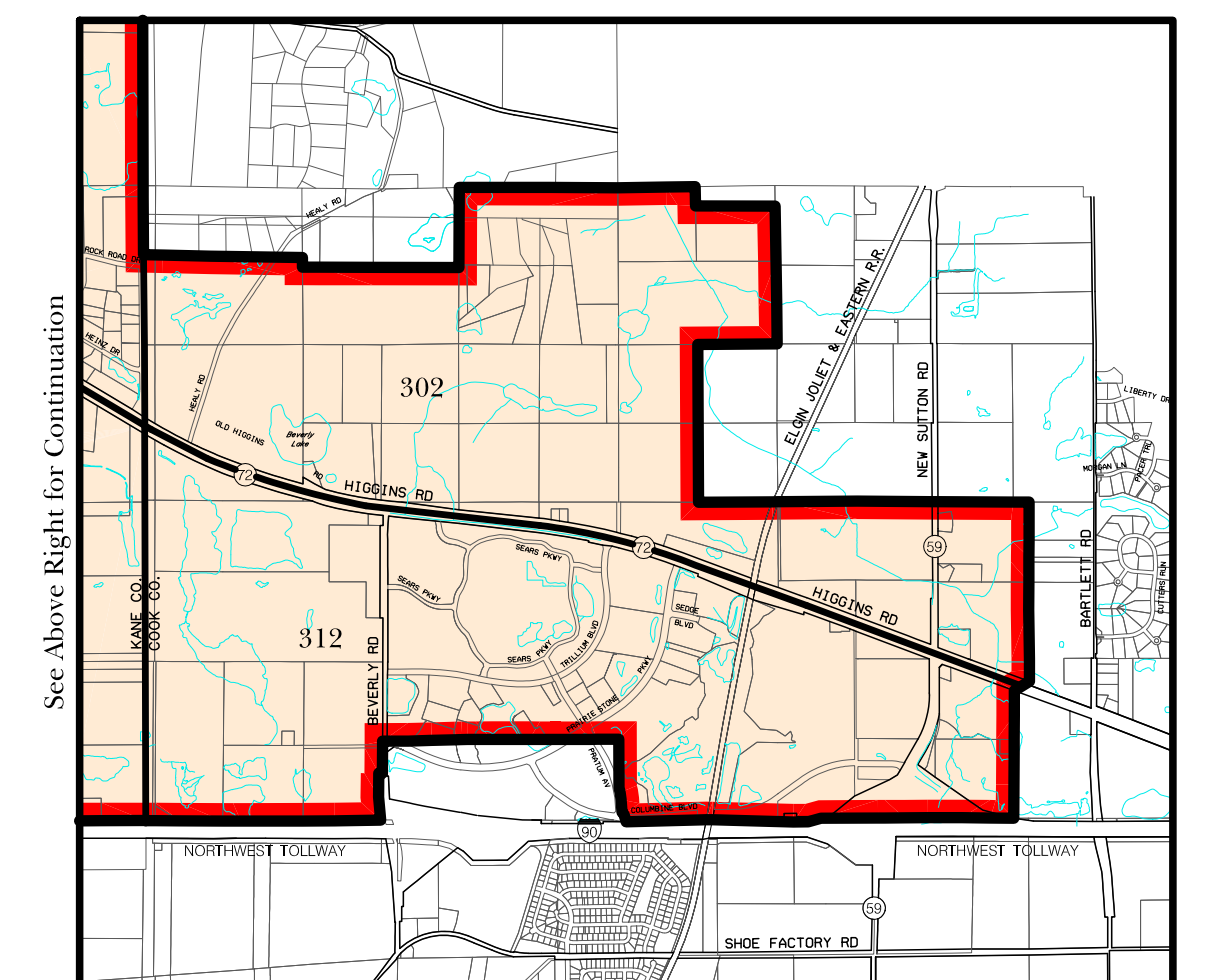 See Above Right for Continuation
HEALY RD
ROCK ROAD
HEINZ DR
HEALY RD
302
OLD HIGGINS
RD
Beverly
Lake
72
HIGGINS RD
ELGIN JOLIET & EASTERN R.R.
NEW SUTTON RD
LIBERTY DR
PACER TRL
MORGAN LN
BARTLETT RD
CUTTERS RUN
72
59
HIGGINS RD
SEARS PKWY
SEARS PKWY
SEARS PKWY
TRILLIUM BLVD
SEDGE
BLVD
PRAIRIE STONE
PKWY
KANE CO.
COOK CO.
312
BEVERLY RD
PRATUM AV
COLUMBINE BLVD
90
NORTHWEST TOLLWAY
NORTHWEST TOLLWAY
59
SHOE FACTORY RD